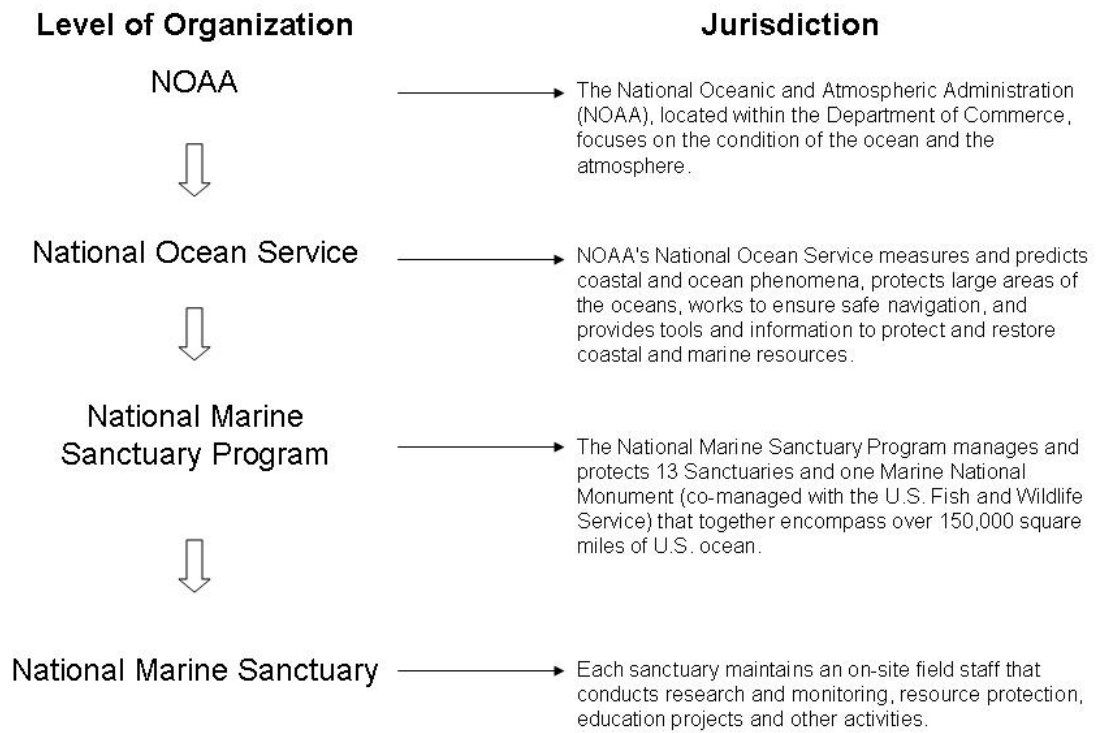 Level of Organization
Jurisdiction
NOAA
The National Oceanic and Atmospheric Administration
(NOAA), located within the Department of Commerce,
focuses on the condition of the ocean and the
atmosphere.
National Ocean Service
NOAA's National Ocean Service measures and predicts
coastal and ocean phenomena, protects large areas of
the oceans, works to ensure safe navigation, and
provides tools and information to protect and restore
coastal and marine resources.
National Marine
Sanctuary Program
The National Marine Sanctuary Program manages and
protects 13 Sanctuaries and one Marine National
Monument (co-managed with the U.S. Fish and Wildlife
Service) that together encompass over 150,000 square
miles of U.S. ocean.
National Marine Sanctuary
Each sanctuary maintains an on-site field staff that
conducts research and monitoring, resource protection,
education projects and other activities.